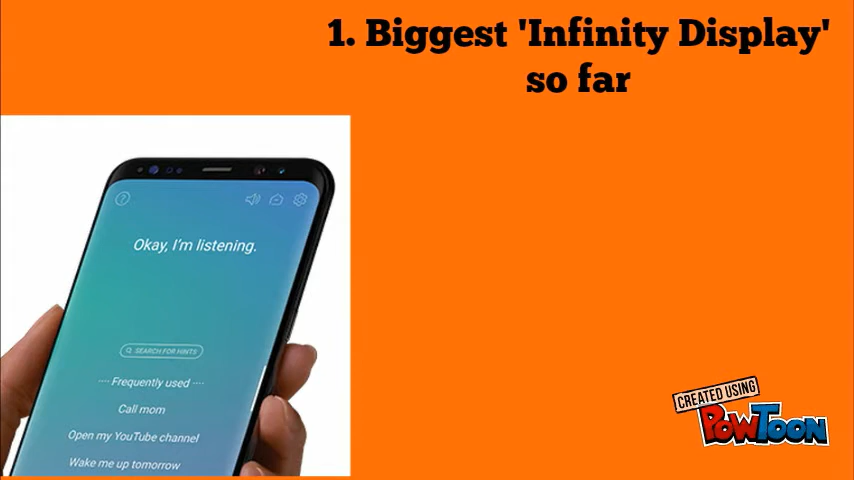 1. Biggest 'Infinity Display'
so far
Okay, I'm listening.
SEARCH FOR HINTS
Frequently used
Call mom
Open my YouTube channel
Wake me up tomorrow
CREATED USING
POWTOON